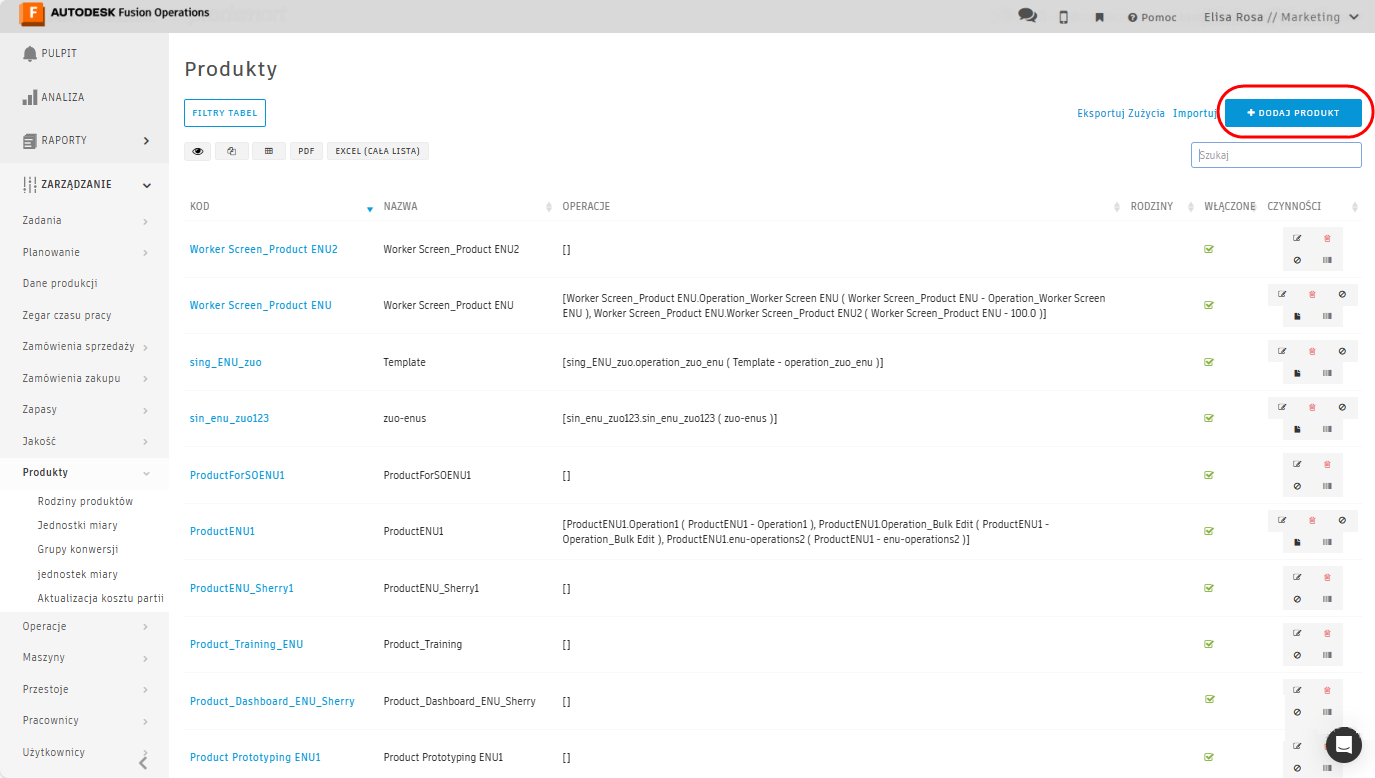 AUTODESK Fusion Operations
Pomoc
Elisa Rosa // Marketing
PULPIT
ANALIZA
RAPORTY
ZARZĄDZANIE
Zadania
Planowanie
Dane produkcji
Zegar czasu pracy
Zamówienia sprzedaży
Zamówienia zakupu
Zapasy
Jakość
Produkty
Rodziny produktów
Jednostki miary
Grupy konwersji
jednostek miary
Aktualizacja kosztu partii
Operacje
Maszyny
Przestoje
Pracownicy
Użytkownicy
Produkty
FILTRY TABEL
Eksportuj Zużycia Importuj
DODAJ PRODUKT
PDF
EXCEL (CAŁA LISTA)
Szukaj
KOD NAZWA OPERACJE RODZINY WŁĄCZONE CZYNNOŚCI
Worker Screen_Product ENU2 Worker Screen_Product ENU2 []
Worker Screen_Product ENU Worker Screen_Product ENU [Worker Screen_Product ENU.Operation_Worker Screen ENU ( Worker Screen_Product ENU - Operation_Worker Screen
ENU ), Worker Screen_Product ENU.Worker Screen_Product ENU2 ( Worker Screen_Product ENU - 100.0 )]
sing_ENU_zuo Template [sing_ENU_zuo.operation_zuo_enu ( Template - operation_zuo_enu )]
sin_enu_zuo123 zuo-enus [sin_enu_zuo123.sin_enu_zuo123 ( zuo-enus )]
ProductForSOENU1 ProductForSOENU1 []
ProductENU1 ProductENU1 [ProductENU1.Operation1 ( ProductENU1 - Operation1 ), ProductENU1.Operation_Bulk Edit ( ProductENU1 -
Operation_Bulk Edit ), ProductENU1.enu-operations2 ( ProductENU1 - enu-operations2 )]
ProductENU_Sherry1 ProductENU_Sherry1 []
Product_Training_ENU Product_Training []
Product_Dashboard_ENU_Sherry Product_Dashboard_ENU_Sherry []
Product Prototyping ENU1 Product Prototyping ENU1 []